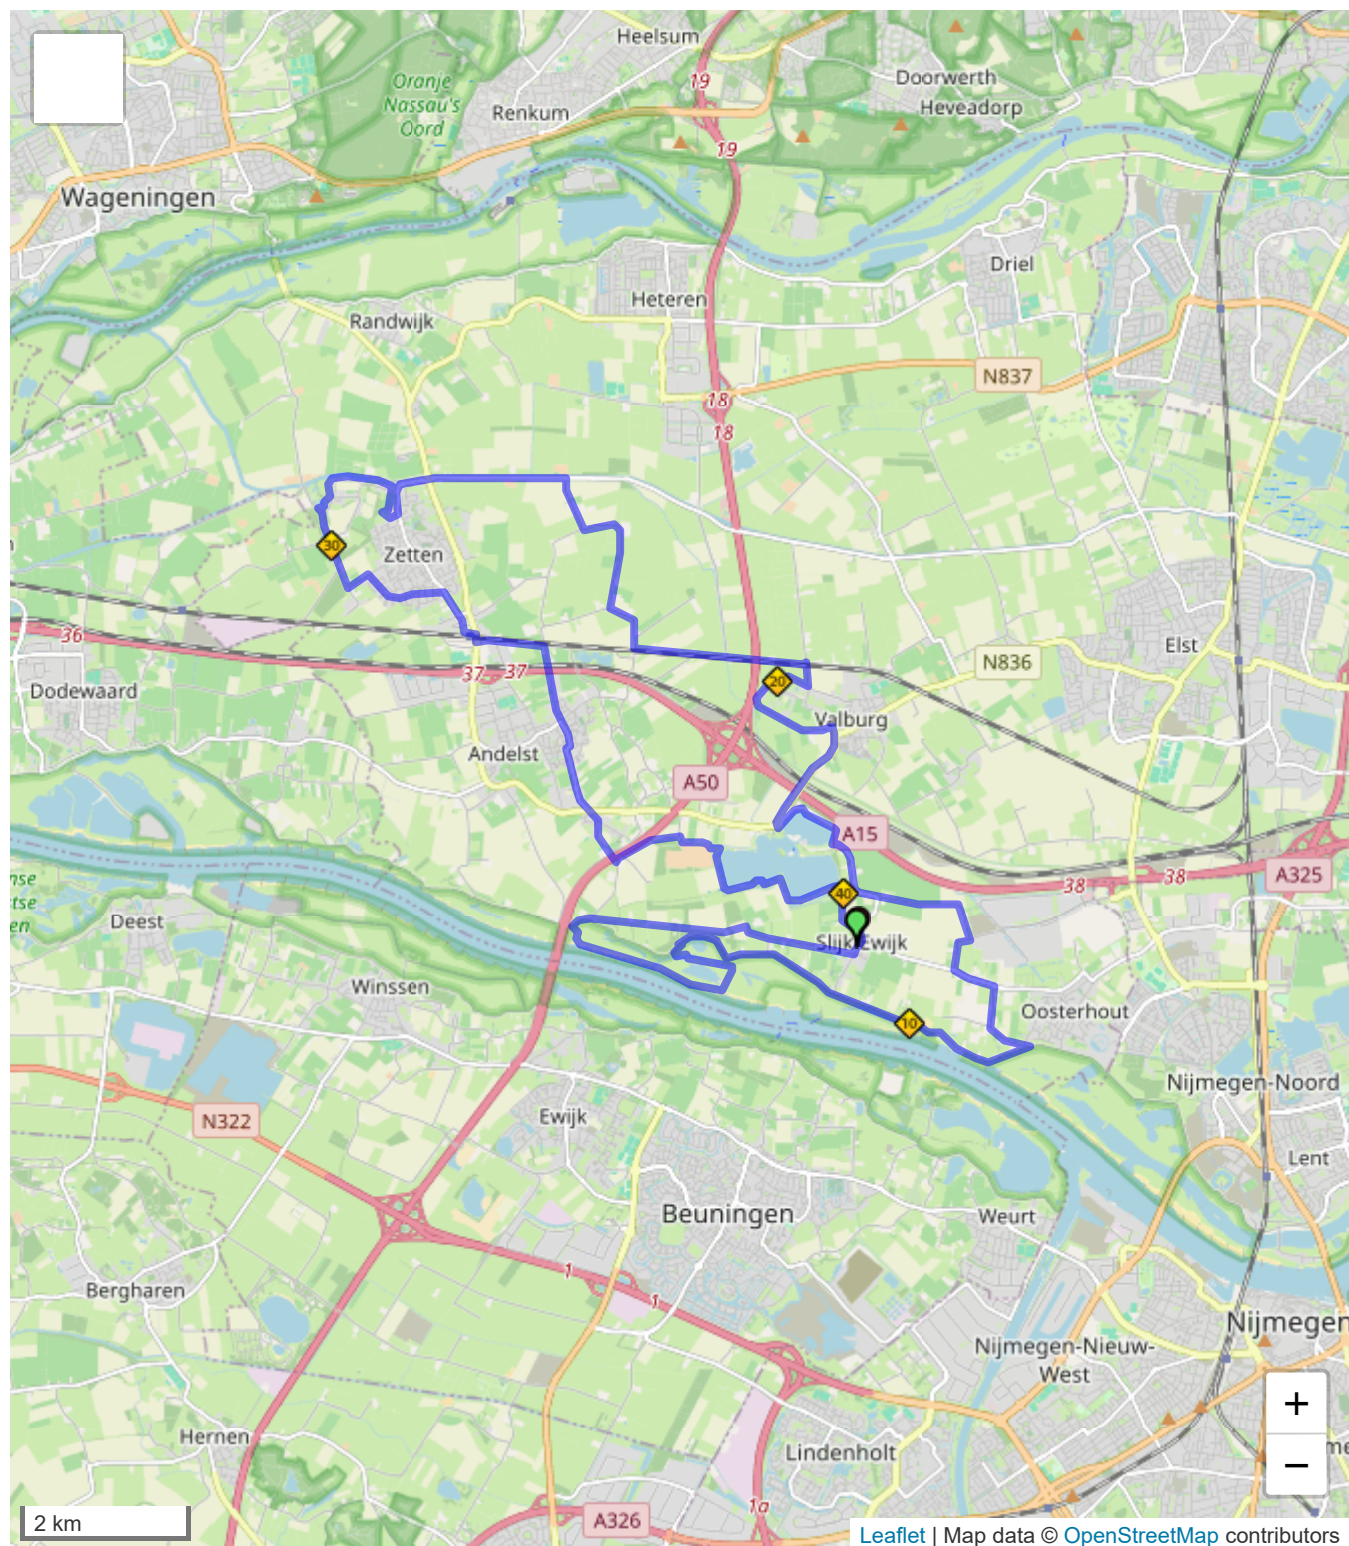 Heelsum
19
Doorwerth
Oranje
Nassau's
Oord
Heveadorp
Renkum
19
Wageningen
Driel
Heteren
Randwijk
N837
18
18
30
Zetten
36
Elst
N836
37
37
20
Dodewaard
Valburg
Andelst
A50
A15
38
38
A325
40
Deest
Slijk-Ewijk
Winssen
Oosterhout
10
Nijmegen-Noord
Ewijk
N322
Lent
Beuningen
Weurt
1
Bergharen
1
Nijmegen
Nijmegen-Nieuw-
West
+
Hernen
Lindenholt
−
1a
2 km
A326
Leaflet | Map data © OpenStreetMap contributors